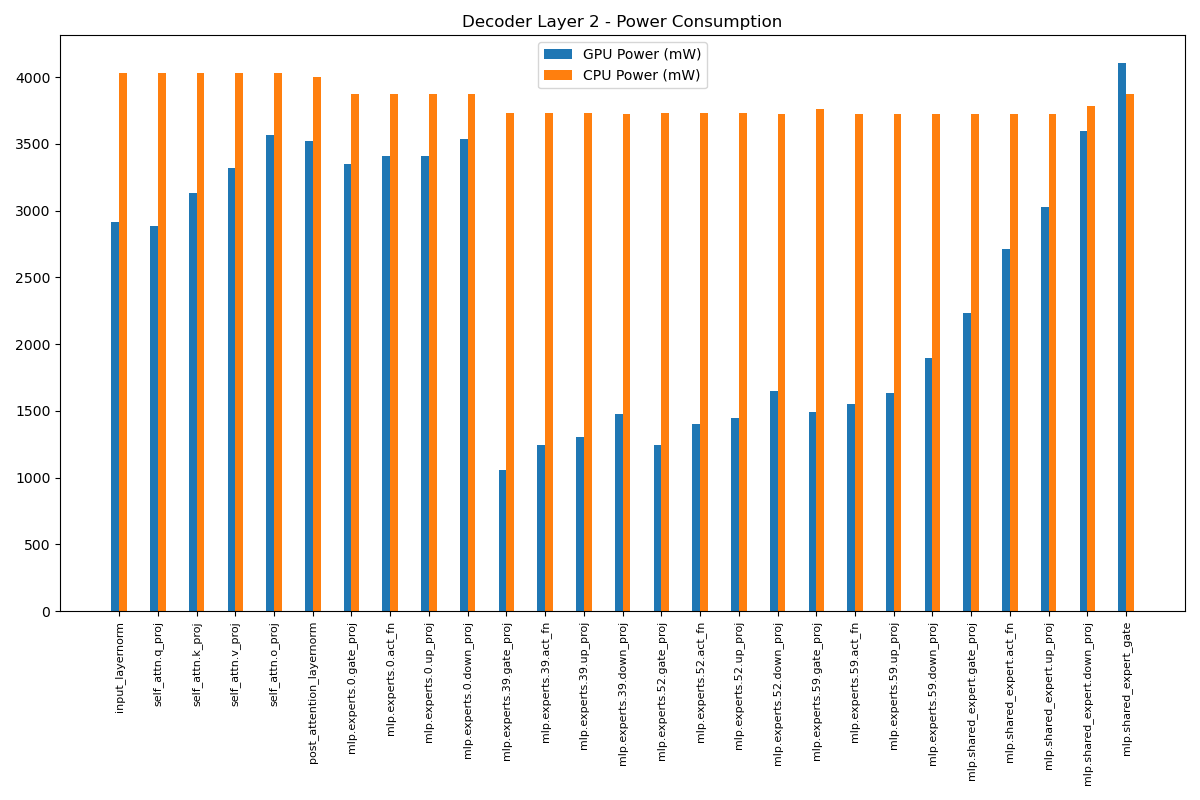 Decoder Layer 2 - Power Consumption
GPU Power (mW)
CPU Power (mW)
4000
3500
3000
2500
2000
1500
1000
500
0
input_layernorm
self_attn.q_proj
self_attn.k_proj
self_attn.v_proj
self_attn.o_proj
post_attention_layernorm
mlp.experts.0.gate_proj
mlp.experts.0.act_fn
mlp.experts.0.up_proj
mlp.experts.0.down_proj
mlp.experts.39.gate_proj
mlp.experts.39.act_fn
mlp.experts.39.up_proj
mlp.experts.39.down_proj
mlp.experts.52.gate_proj
mlp.experts.52.act_fn
mlp.experts.52.up_proj
mlp.experts.52.down_proj
mlp.experts.59.gate_proj
mlp.experts.59.act_fn
mlp.experts.59.up_proj
mlp.experts.59.down_proj
mlp.shared_expert.gate_proj
mlp.shared_expert.act_fn
mlp.shared_expert.up_proj
mlp.shared_expert.down_proj
mlp.shared_expert_gate